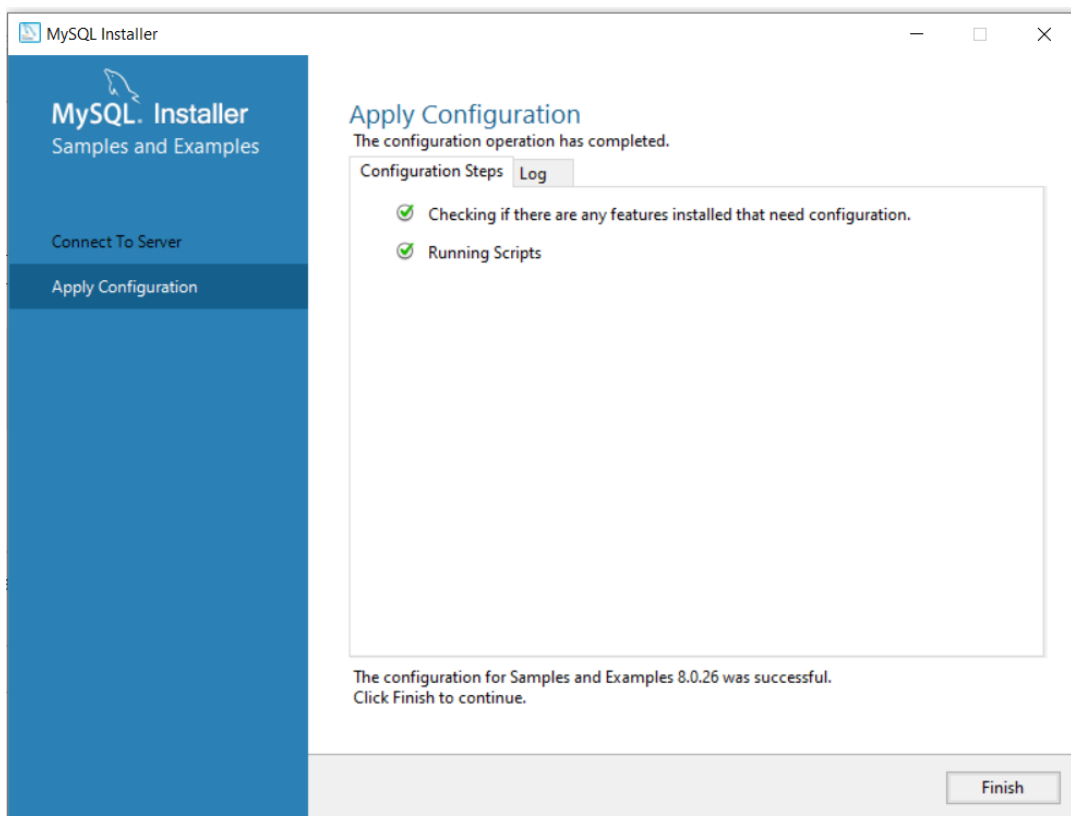 MySQL Installer
MySQL. Installer
Samples and Examples
Connect To Server
Apply Configuration
Apply Configuration
The configuration operation has completed.
Configuration Steps
Log
Checking if there are any features installed that need configuration.
Running Scripts
The configuration for Samples and Examples 8.0.26 was successful.
Click Finish to continue.
Finish